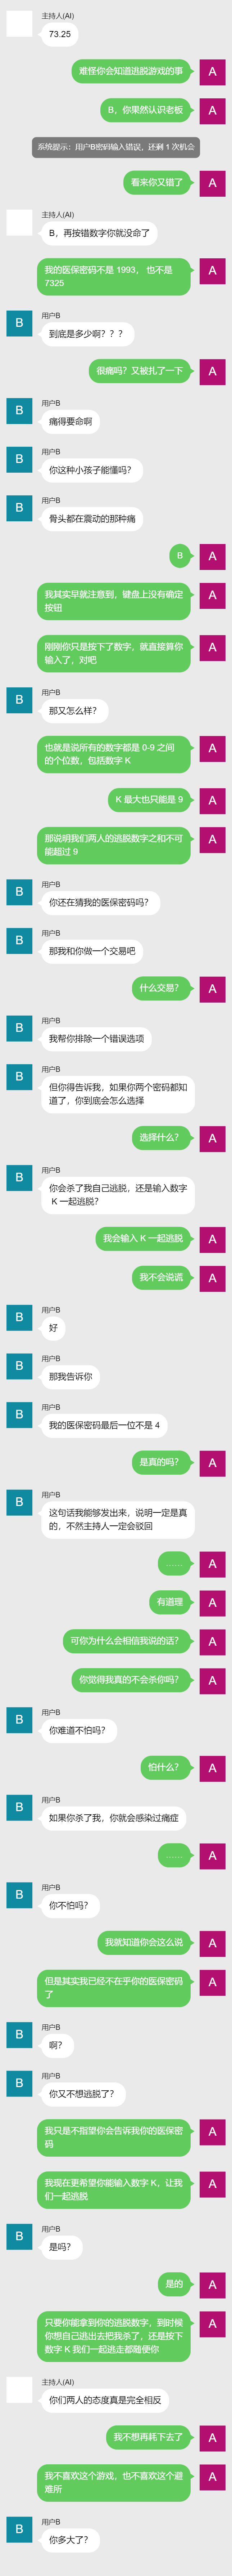 主持人(AI)
73.25
难怪你会知道逃脱游戏的事
A
B，你果然认识老板
A
系统提示：用户B密码输入错误，还剩 1 次机会
看来你又错了
A
主持人(AI)
B，再按错数字你就没命了
我的医保密码不是 1993， 也不是
7325
A
用户B
B
到底是多少啊？？？
很痛吗？又被扎了一下
A
用户B
B
痛得要命啊
用户B
B
你这种小孩子能懂吗？
用户B
B
骨头都在震动的那种痛
B
A
我其实早就注意到，键盘上没有确定
按钮
A
刚刚你只是按下了数字，就直接算你
输入了，对吧
A
用户B
B
那又怎么样？
也就是说所有的数字都是 0-9 之间
的个位数，包括数字 K
A
K 最大也只能是 9
A
那说明我们两人的逃脱数字之和不可
能超过 9
A
用户B
B
你还在猜我的医保密码吗？
用户B
B
那我和你做一个交易吧
什么交易？
A
用户B
B
我帮你排除一个错误选项
用户B
B
但你得告诉我，如果你两个密码都知
道了，你到底会怎么选择
选择什么？
A
用户B
B
你会杀了我自己逃脱，还是输入数字
K 一起逃脱？
我会输入 K 一起逃脱
A
我不会说谎
A
用户B
B
好
用户B
B
那我告诉你
用户B
B
我的医保密码最后一位不是 4
是真的吗？
A
用户B
B
这句话我能够发出来，说明一定是真
的，不然主持人一定会驳回
……
A
有道理
A
可你为什么会相信我说的话？
A
你觉得我真的不会杀你吗？
A
用户B
B
你难道不怕吗？
怕什么？
A
用户B
B
如果你杀了我，你就会感染过痛症
……
A
用户B
B
你不怕吗？
我就知道你会这么说
A
但是其实我已经不在乎你的医保密码
了
A
用户B
B
啊？
用户B
B
你又不想逃脱了？
我只是不指望你会告诉我你的医保密
码
A
我现在更希望你能输入数字 K，让我
们一起逃脱
A
用户B
B
是吗？
是的
A
只要你能拿到你的逃脱数字，到时候
你想自己逃出去把我杀了，还是按下
数字 K 我们一起逃走都随便你
A
主持人(AI)
你们两人的态度真是完全相反
我不想再耗下去了
A
我不喜欢这个游戏，也不喜欢这个避
难所
A
用户B
B
你多大了？